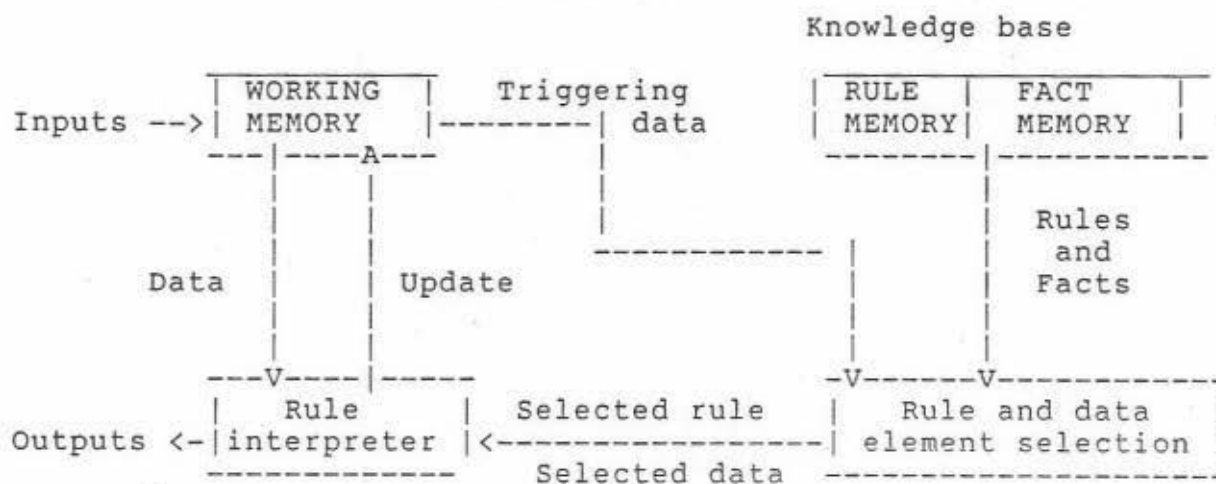 Knowledge base
WORKING Triggering RULE FACT
Inputs --> MEMORY data MEMORY MEMORY
Rules
and
Data Update Facts
Rule Selected rule Rule and data
Outputs <- interpreter element selection
Selected data